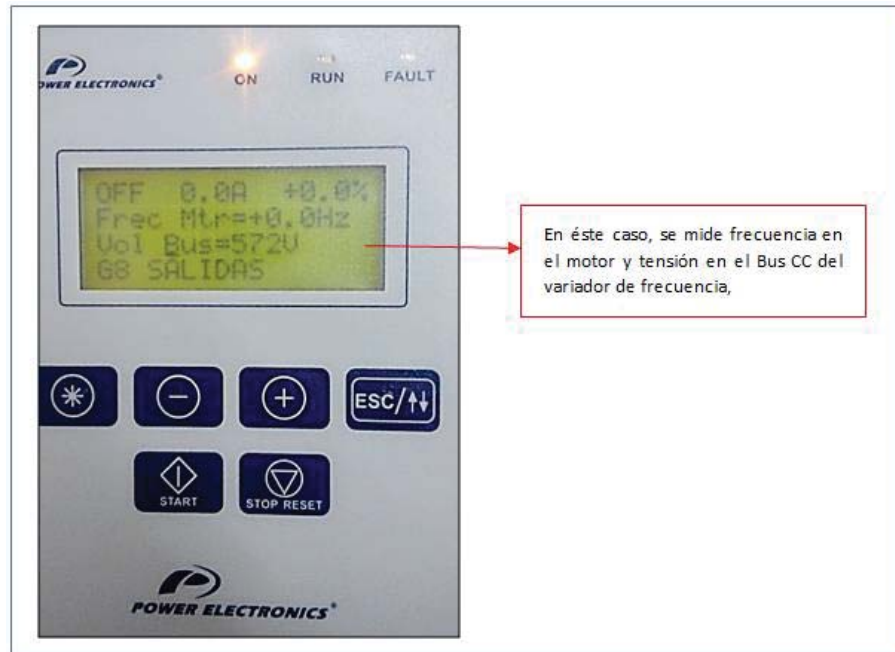 POWER ELECTRONICS®
ON RUN FAULT
OFF 0.0A +0.0%
Frec Mtr=+0.0Hz
Vol Bus=572V
G8 SALIDAS
En éste caso, se mide frecuencia en
el motor y tensión en el Bus CC del
variador de frecuencia,
ESC/
START
STOP RESET
POWER ELECTRONICS®